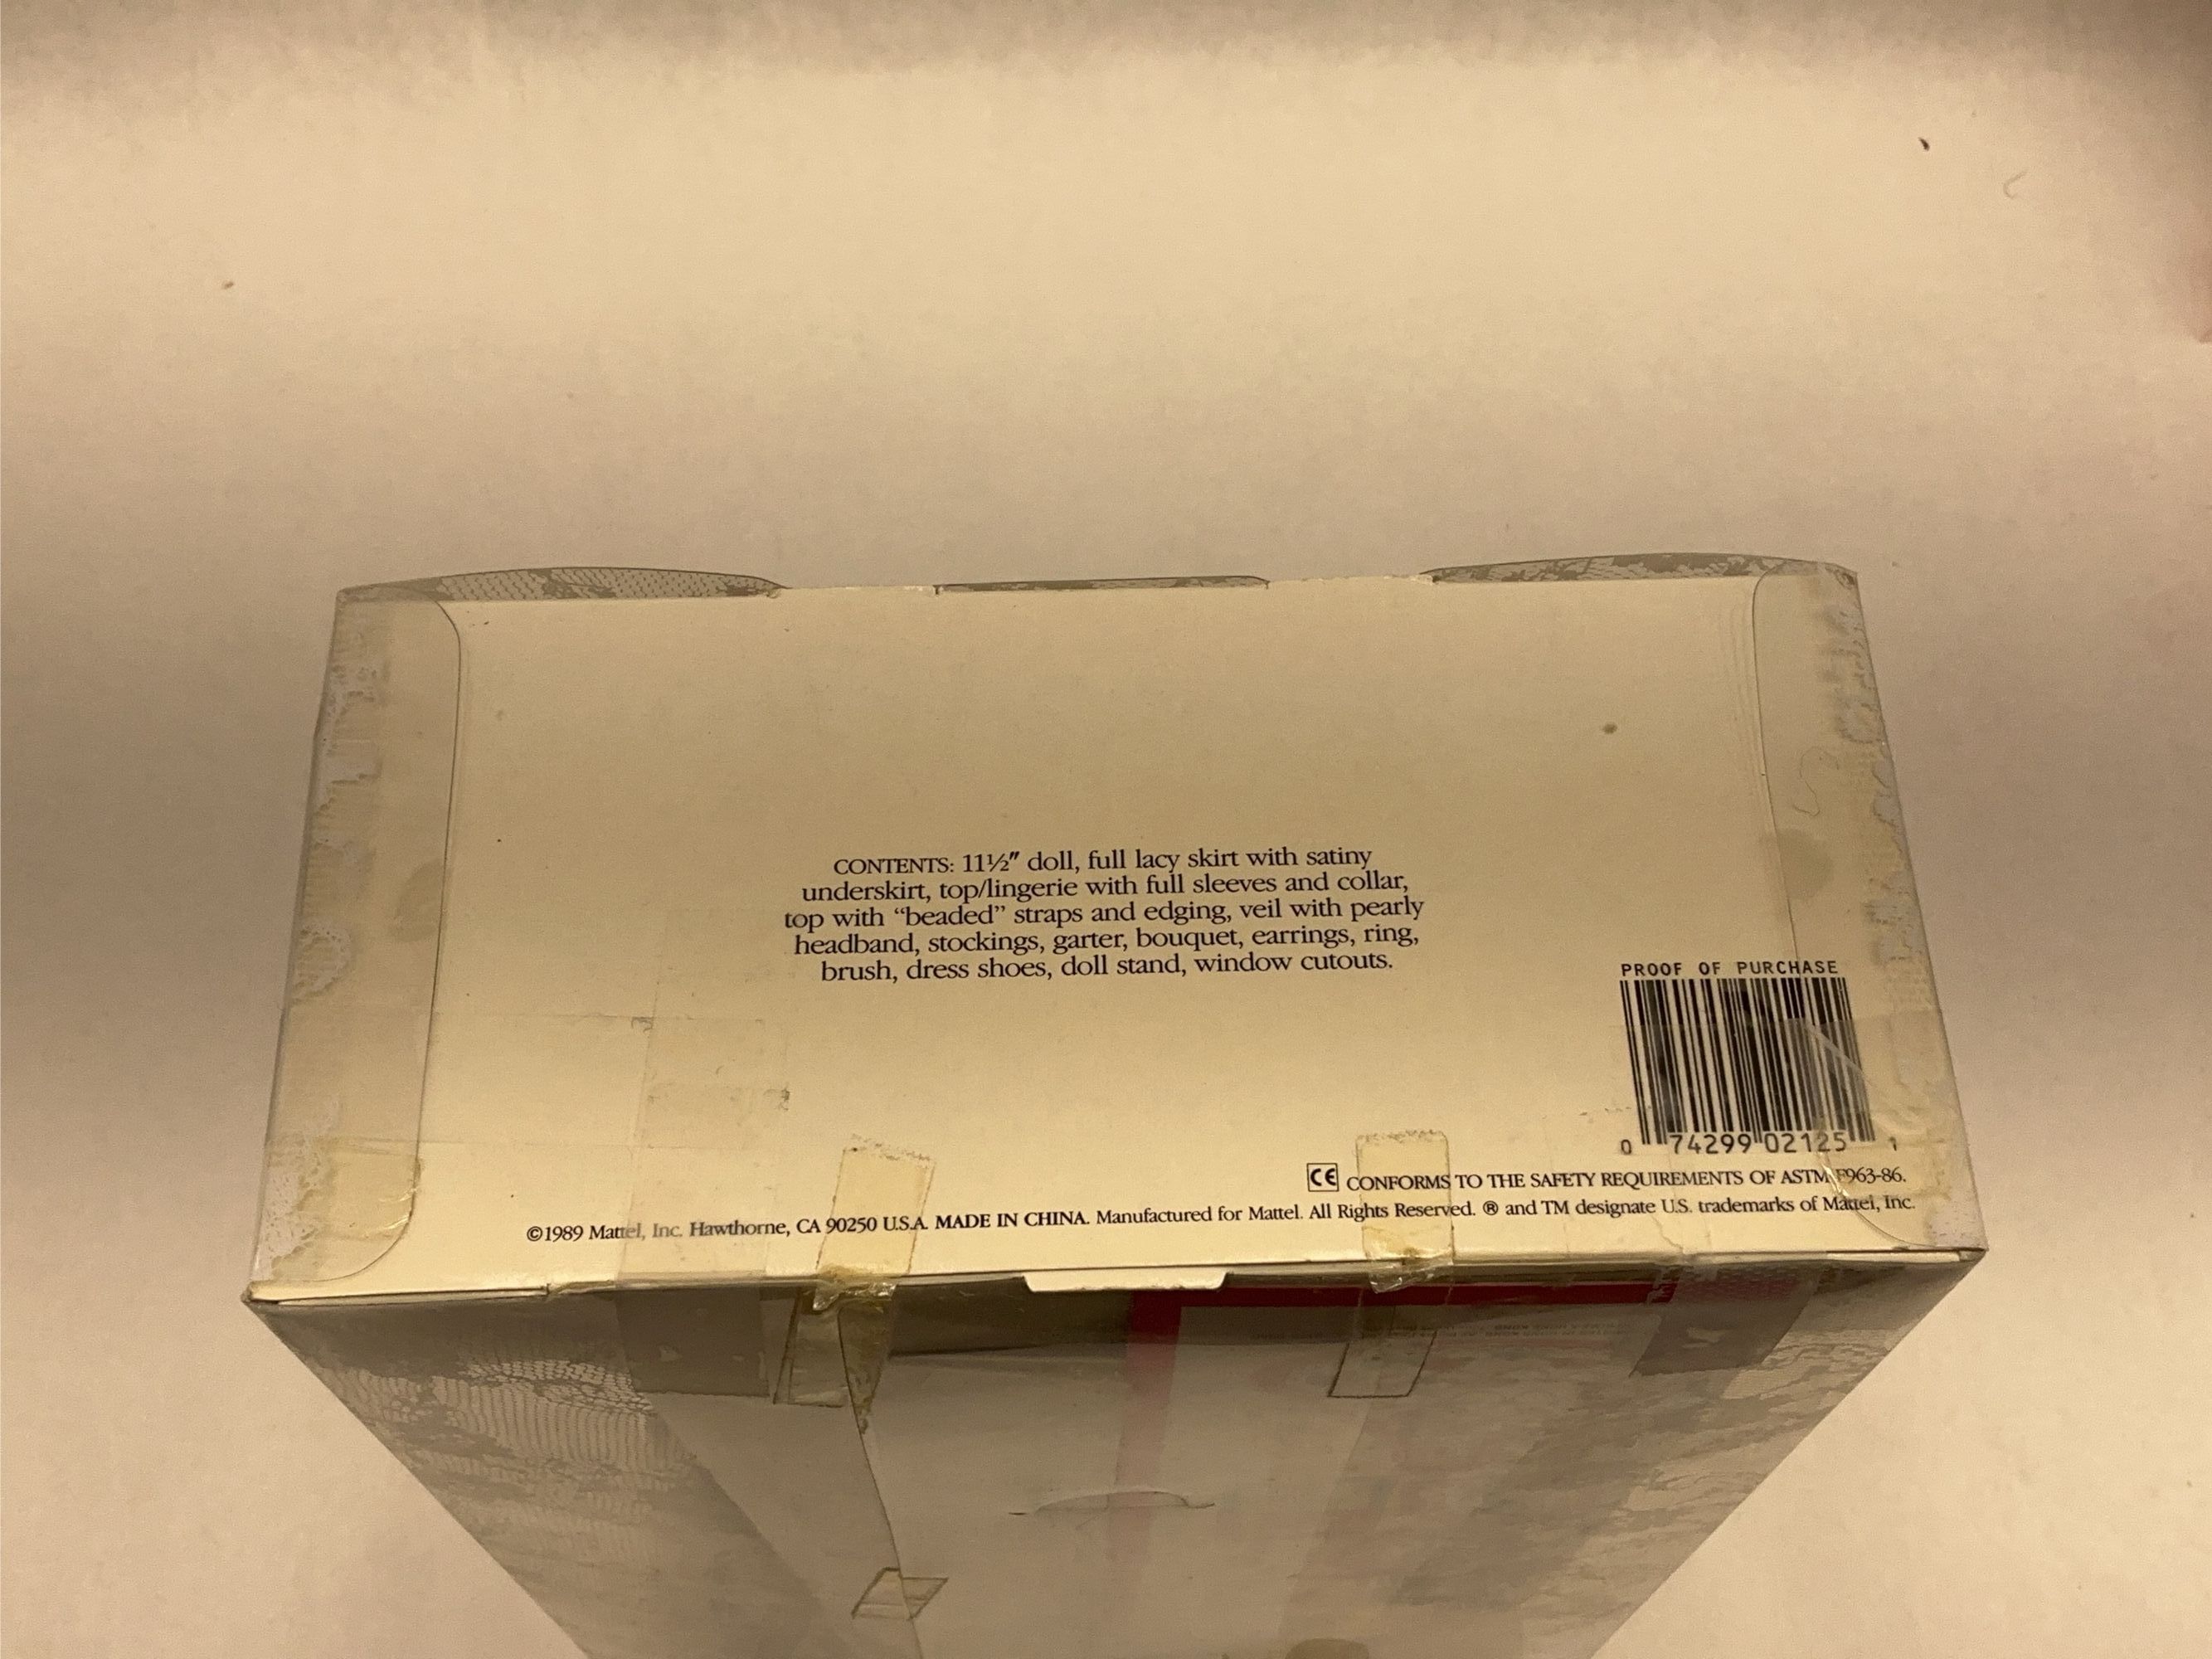 CONTENTS: 11½" doll, full lacy skirt with satiny
underskirt, top/lingerie with full sleeves and collar,
top with “beaded” straps and edging, veil with pearly
headband, stockings, garter, bouquet, earrings, ring,
brush, dress shoes, doll stand, window cutouts.
PROOF OF PURCHASE
0 74299 02125 1
CE CONFORMS TO THE SAFETY REQUIREMENTS OF ASTM F963-86.
©1989 Mattel, Inc. Hawthorne, CA 90250 U.S.A. MADE IN CHINA. Manufactured for Mattel. All Rights Reserved. ® and TM designate U.S. trademarks of Mattel, Inc.